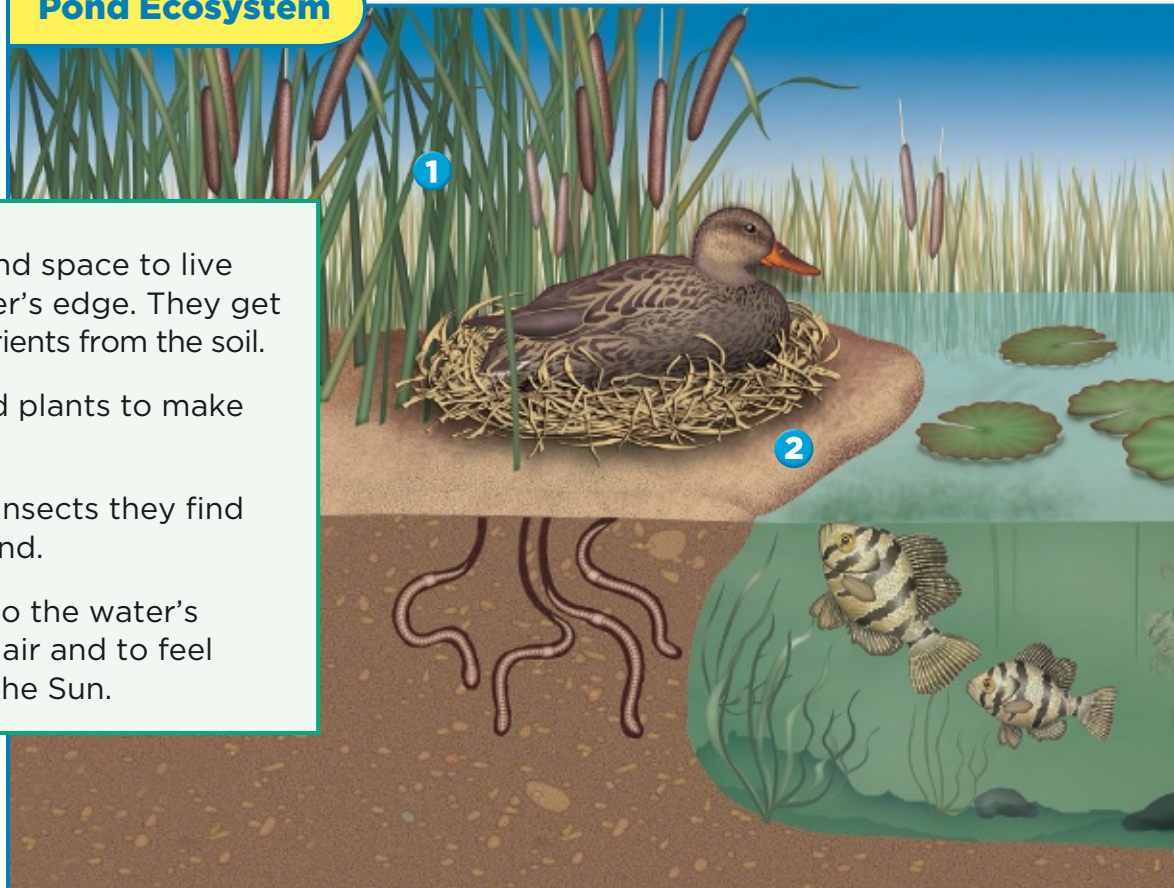 Pond Ecosystem
1
nd space to live
er's edge. They get
rients from the soil.
d plants to make
nsects they find
nd.
o the water's
air and to feel
he Sun.
2